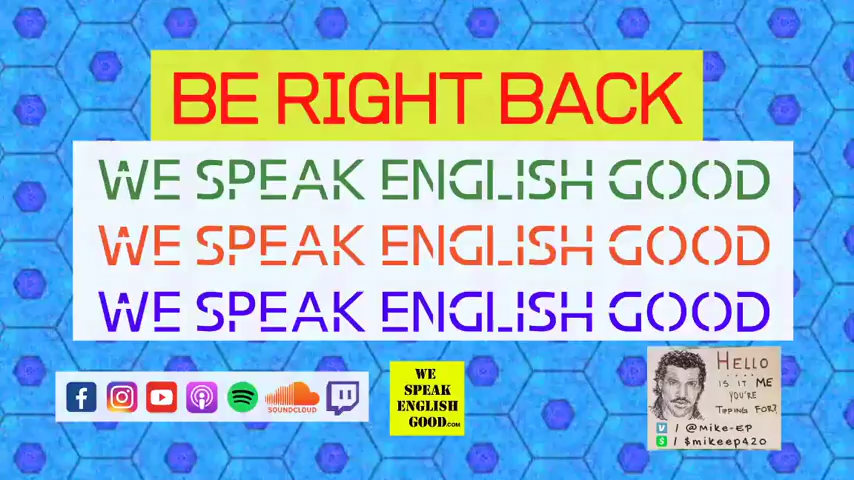 BE RIGHT BACK
WE SPEAK ENGLISH GOOD
WE SPEAK ENGLISH GOOD
WE SPEAK ENGLISH GOOD
SOUNDCLOUD
WE
SPEAK
ENGLISH
GOOD.COM
HELLO
....
IS IT ME
YOU'RE
TIPPING FOR?
/ @MIKE-EP
/ $mikeep420